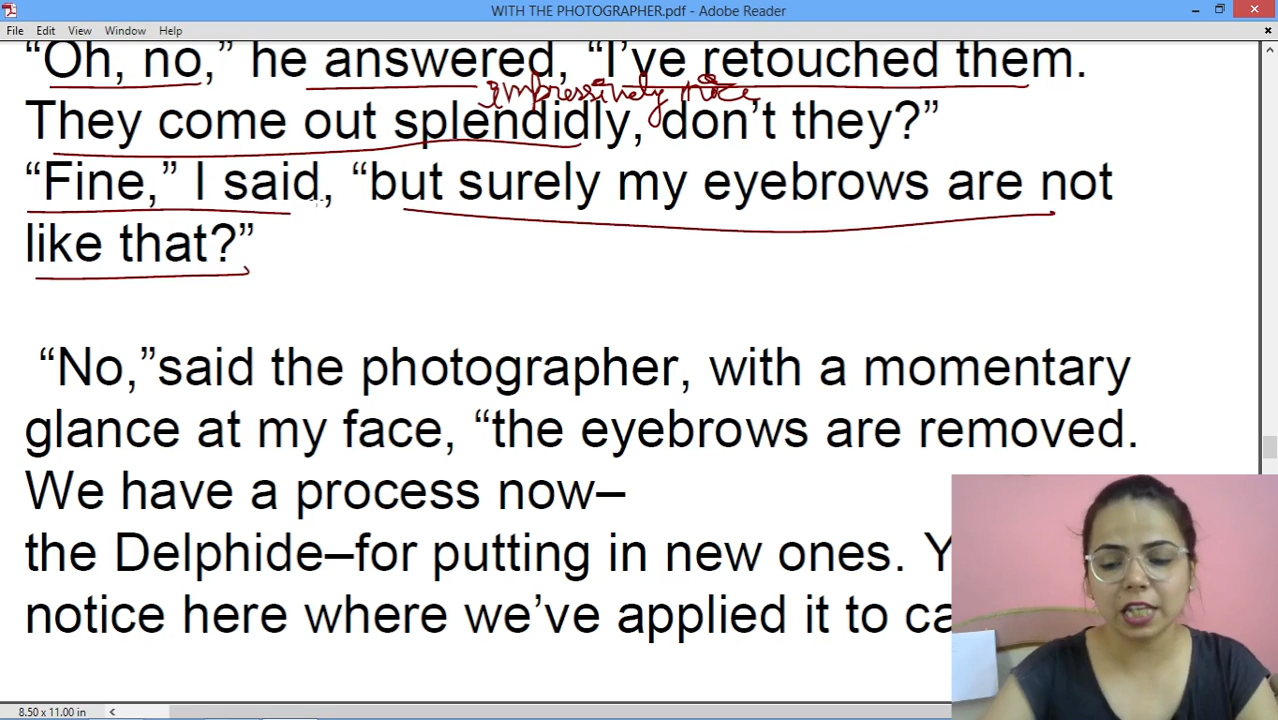 WITH THE PHOTOGRAPHER.pdf - Adobe Reader
File Edit View Window Help
“Oh, no,” he answered, “I’ve retouched them.
impressively nice
They come out splendidly, don’t they?”
“Fine,” I said, “but surely my eyebrows are not
like that?”
“No,”said the photographer, with a momentary
glance at my face, “the eyebrows are removed.
We have a process now–
the Delphide–for putting in new ones.
notice here where we’ve applied it to
8.50 x 11.00 in